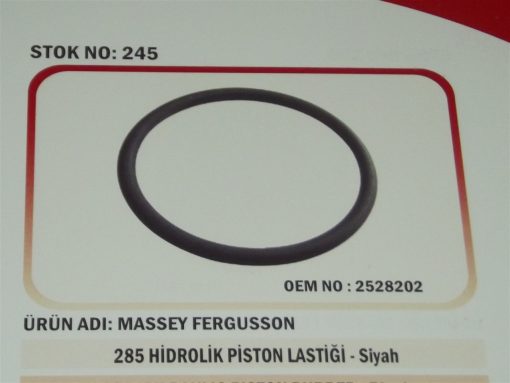 STOK NO: 245
OEM NO : 2528202
ÜRÜN ADI: MASSEY FERGUSSON
285 HİDROLİK PİSTON LASTİĞİ - Siyah